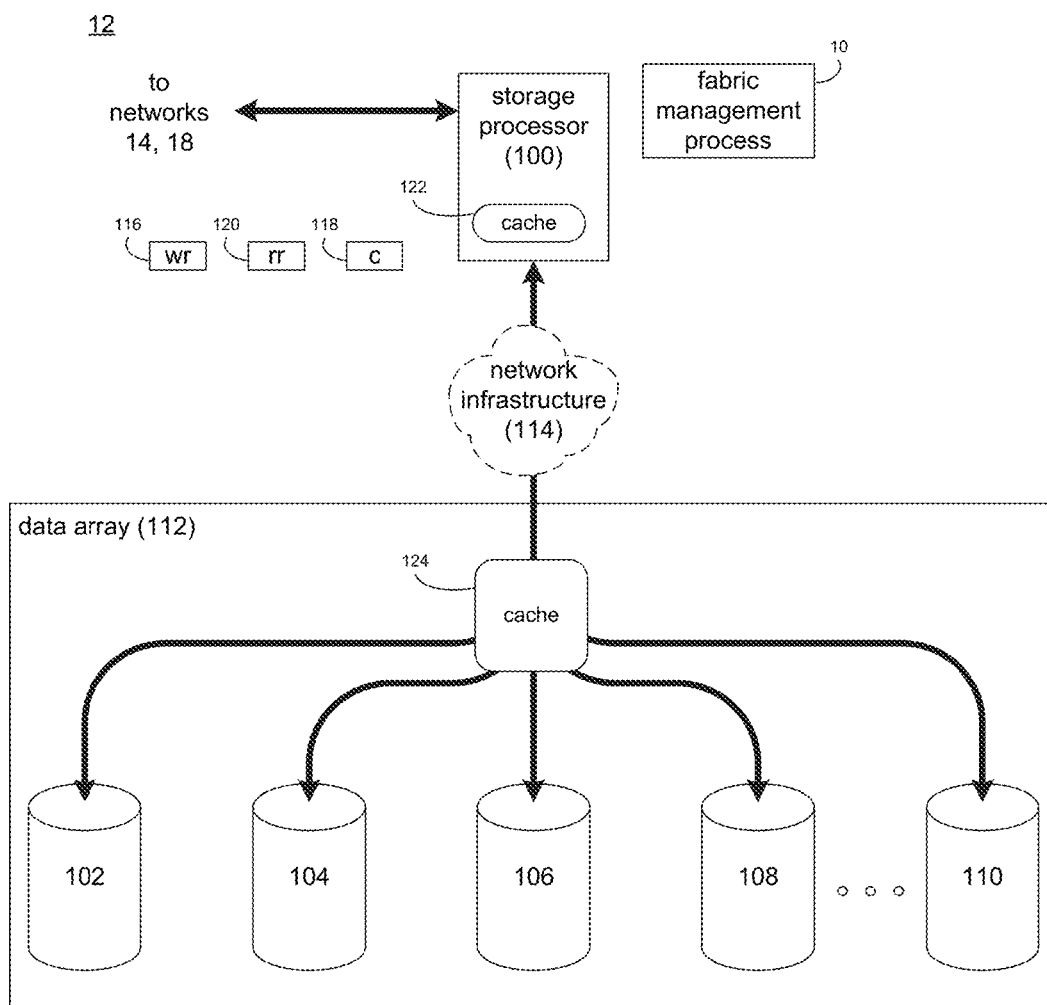 12
to
networks
14, 18
storage
processor
(100)
122
cache
10
fabric
management
process
116
wr
120
rr
118
c
network
infrastructure
(114)
data array (112)
124
cache
102
104
106
108
110